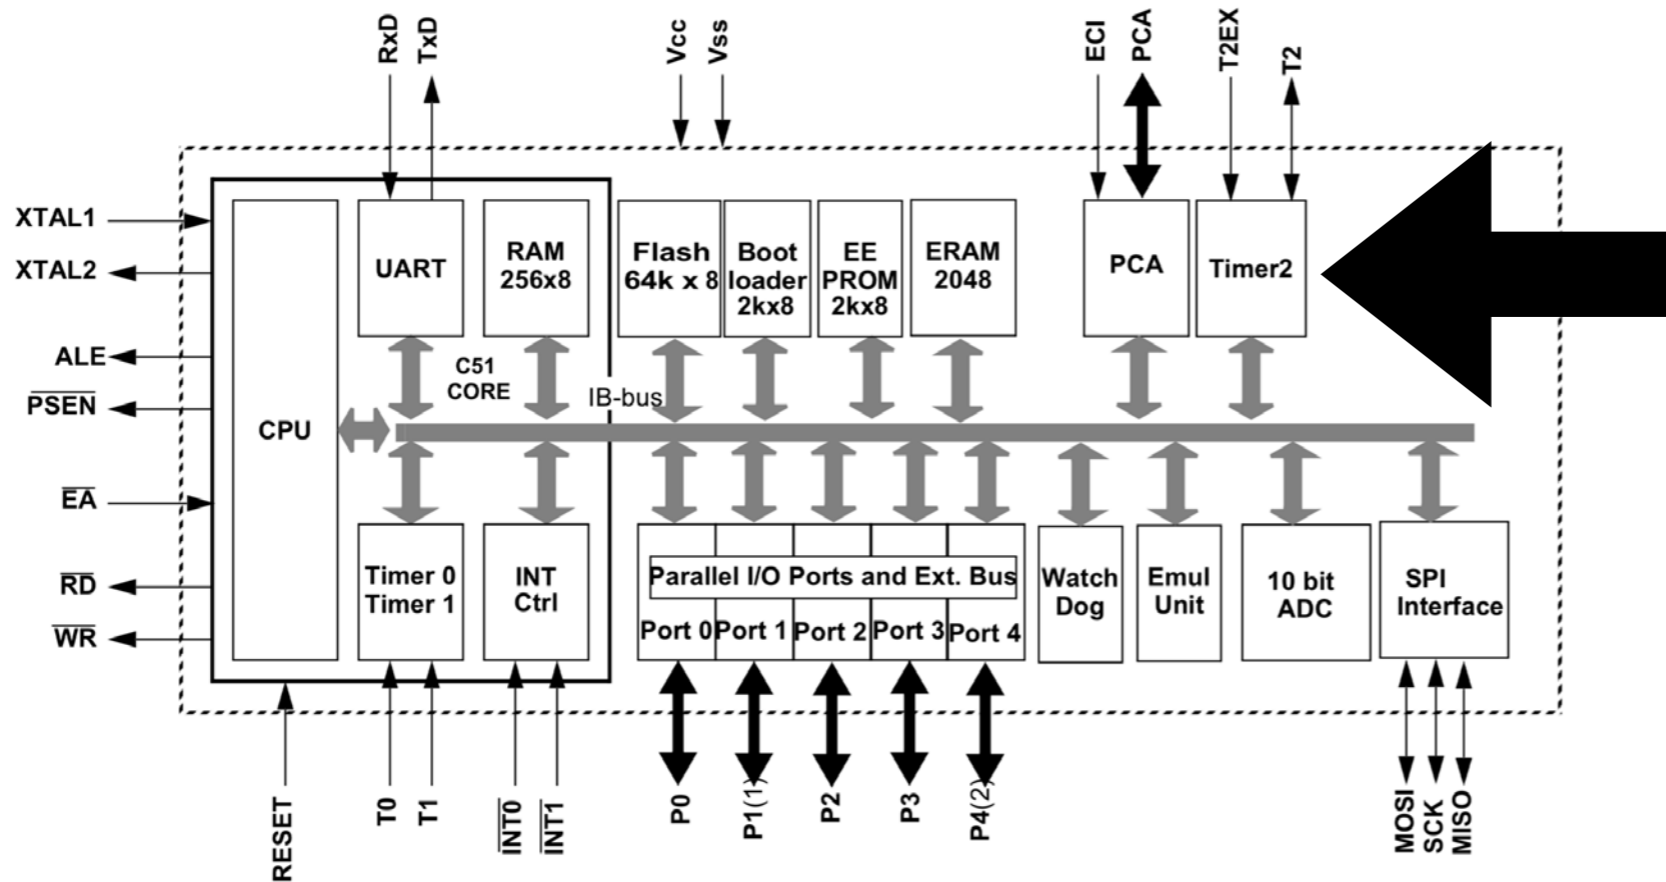 RxD
TxD
Vcc
Vss
ECI
PCA
T2EX
T2
XTAL1
XTAL2
ALE
PSEN
EA
RD
WR
CPU
UART
RAM
256x8
C51
CORE
IB-bus
Flash
64k x 8
Boot
loader
2kx8
EE
PROM
2kx8
ERAM
2048
PCA
Timer2
Timer 0
Timer 1
INT
Ctrl
Parallel I/O Ports and Ext. Bus
Port 0
Port 1
Port 2
Port 3
Port 4
Watch
Dog
Emul
Unit
10 bit
ADC
SPI
Interface
RESET
T0
T1
INT0
INT1
P0
P1(1)
P2
P3
P4(2)
MOSI
SCK
MISO